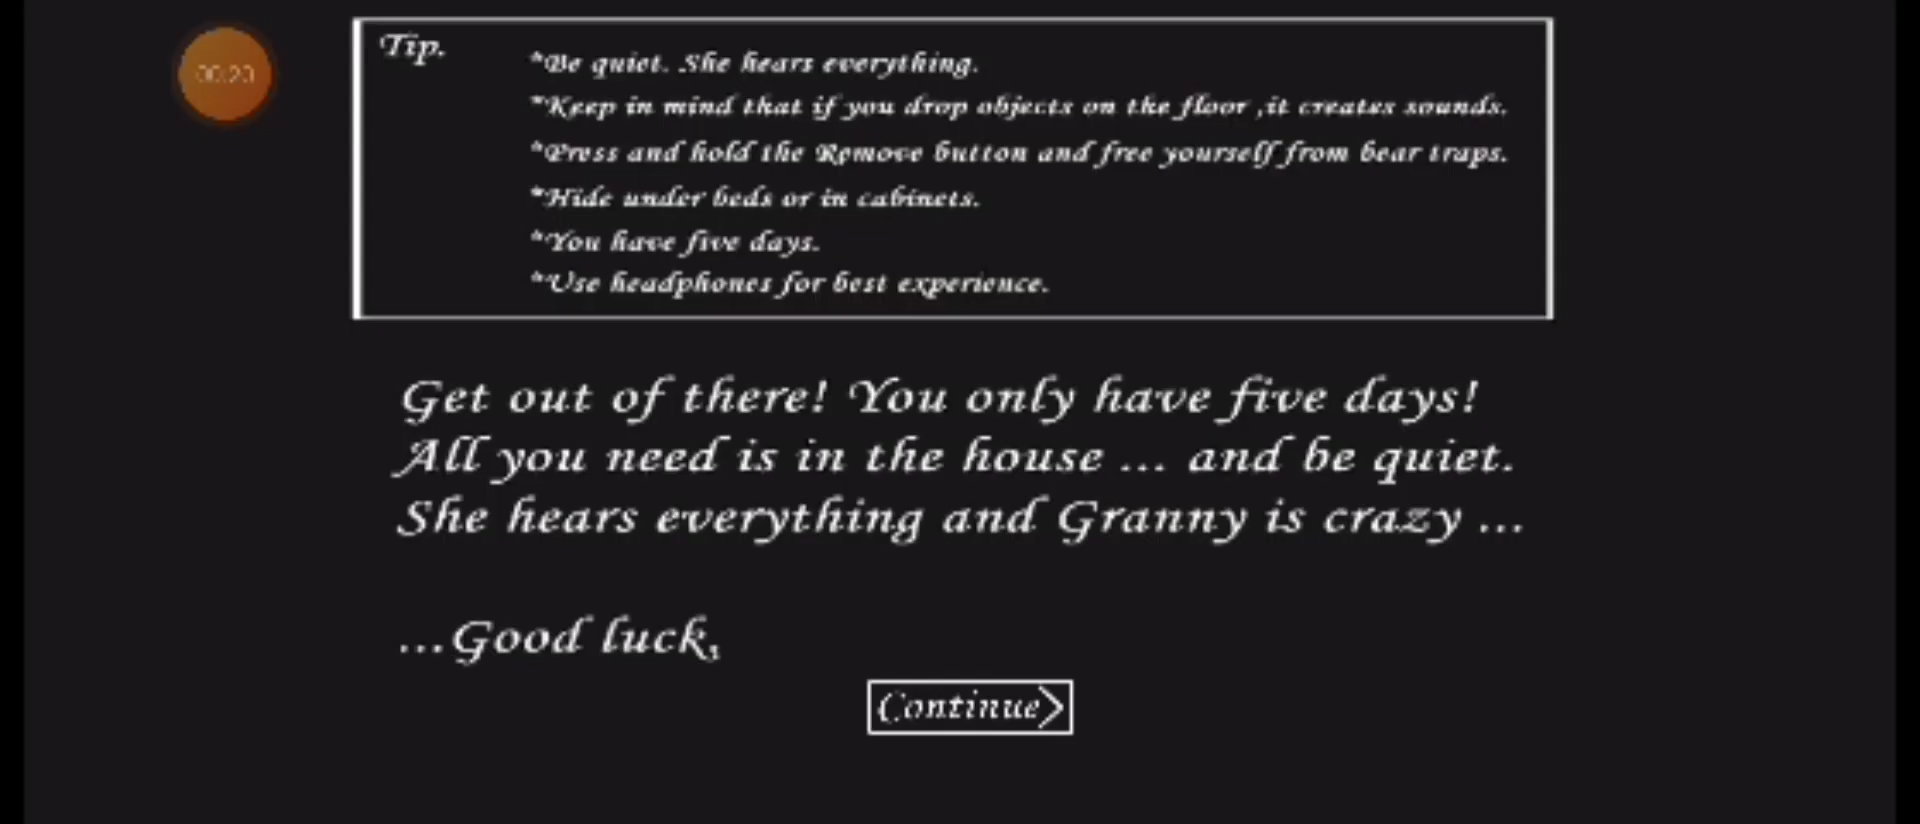 00:20
Tip.
*Be quiet. She hears everything.
*Keep in mind that if you drop objects on the floor ,it creates sounds.
*Press and hold the Remove button and free yourself from bear traps.
*Hide under beds or in cabinets.
*You have five days.
*Use headphones for best experience.
Get out of there! You only have five days!
All you need is in the house ... and be quiet.
She hears everything and Granny is crazy ...
...Good luck,
Continue>